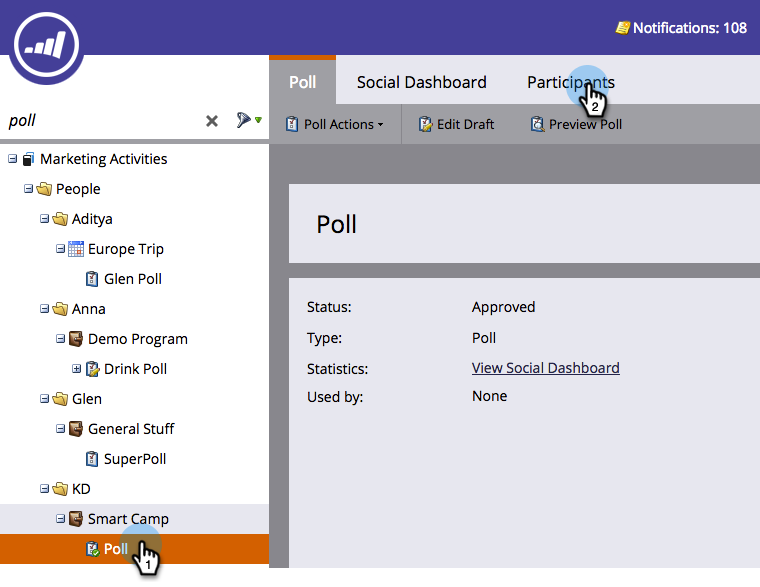 Notifications: 108
Poll Social Dashboard Participants
2
poll
Poll Actions Edit Draft Preview Poll
Marketing Activities
People
Aditya
Europe Trip
Glen Poll
Anna
Demo Program
Drink Poll
Glen
General Stuff
SuperPoll
KD
Smart Camp
Poll
1
Poll
Status: Approved
Type: Poll
Statistics: View Social Dashboard
Used by: None